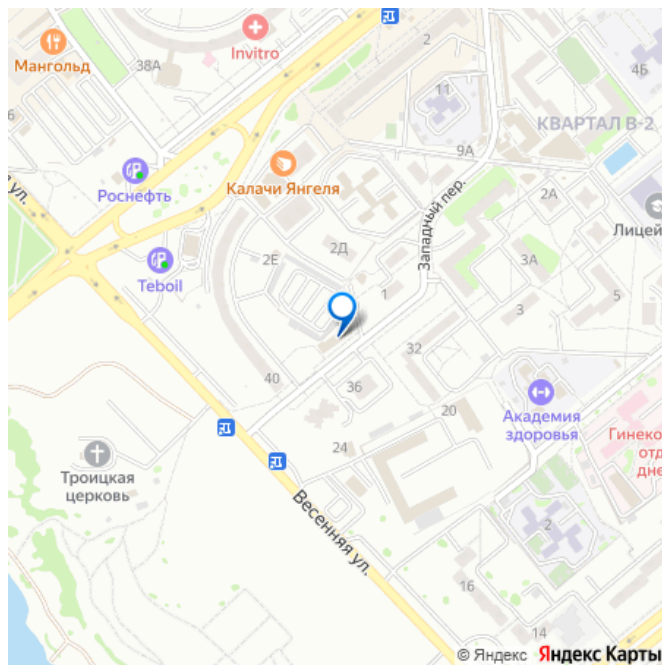 Мангольд
38А
Invitro
2
4Б
11
КВАРТАЛ В-2
9А
Роснефть
Калачи Янгеля
2А
Западный пер.
Лицей
Teboil
2Е
2Д
3А
1
5
3
32
40
36
20
Академия
здоровья
24
Троицкая
церковь
Весенняя ул.
2
16
14
© Яндекс Яндекс Карты